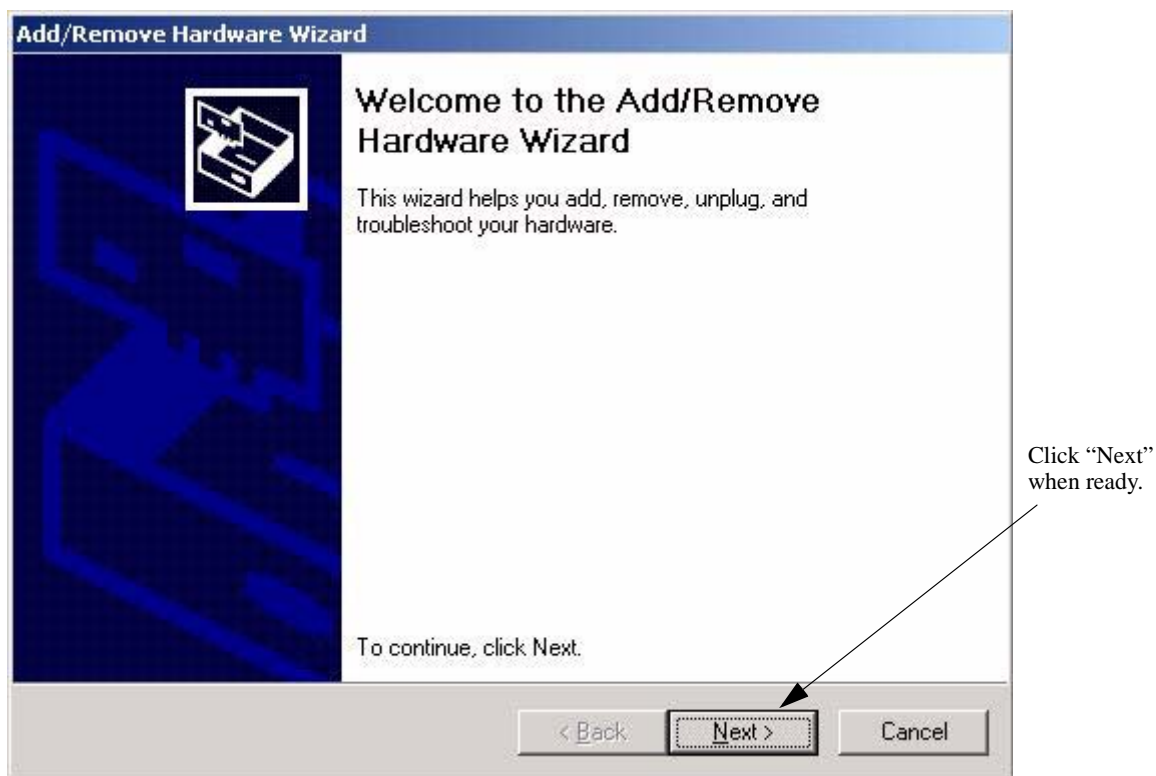 Add/Remove Hardware Wizard
Welcome to the Add/Remove
Hardware Wizard
This wizard helps you add, remove, unplug, and
troubleshoot your hardware.
Click “Next”
when ready.
To continue, click Next.
< Back
Next >
Cancel